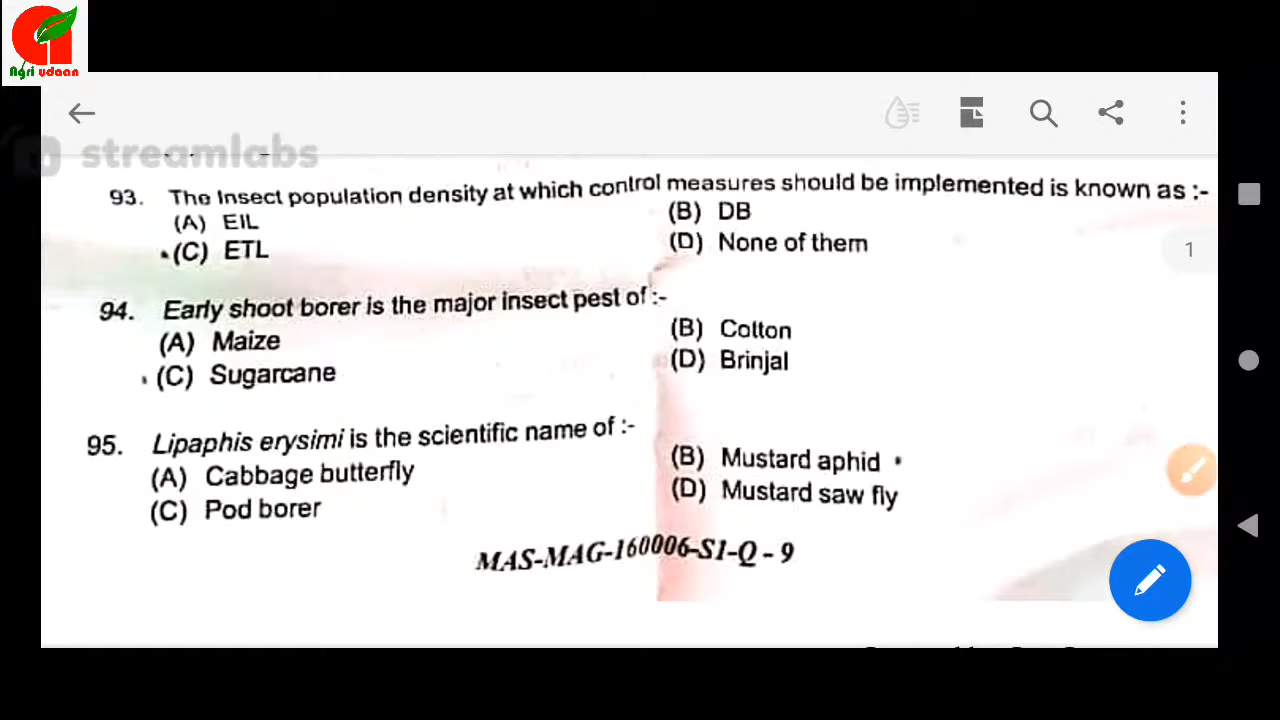 Agri udaan
streamlabs
93. The Insect population density at which control measures should be implemented is known as :-
(A) EIL (B) DB
(C) ETL (D) None of them
1
94. Early shoot borer is the major insect pest of :-
(A) Maize (B) Cotton
(C) Sugarcane (D) Brinjal
95. Lipaphis erysimi is the scientific name of :-
(A) Cabbage butterfly (B) Mustard aphid
(C) Pod borer (D) Mustard saw fly
MAS-MAG-160006-S1-Q - 9